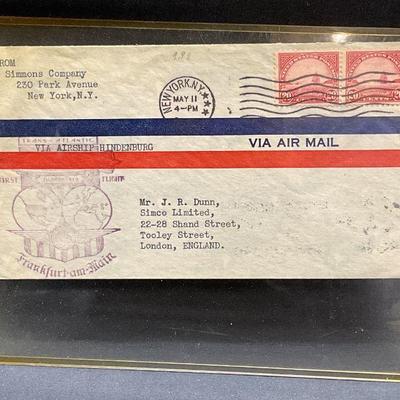 ROM
Simmons Company
230 Park Avenue
New York, N.Y.
NEW YORK, N.Y.
MAY 11
4-PM
20
20
TRANS-ATLANTIC
VIA AIRSHIP HINDENBURG
VIA AIR MAIL
FIRST FLIGHT
Frankfurt-am-Main
Mr. J. R. Dunn,
Simco Limited,
22-28 Shand Street,
Tooley Street,
London, ENGLAND.